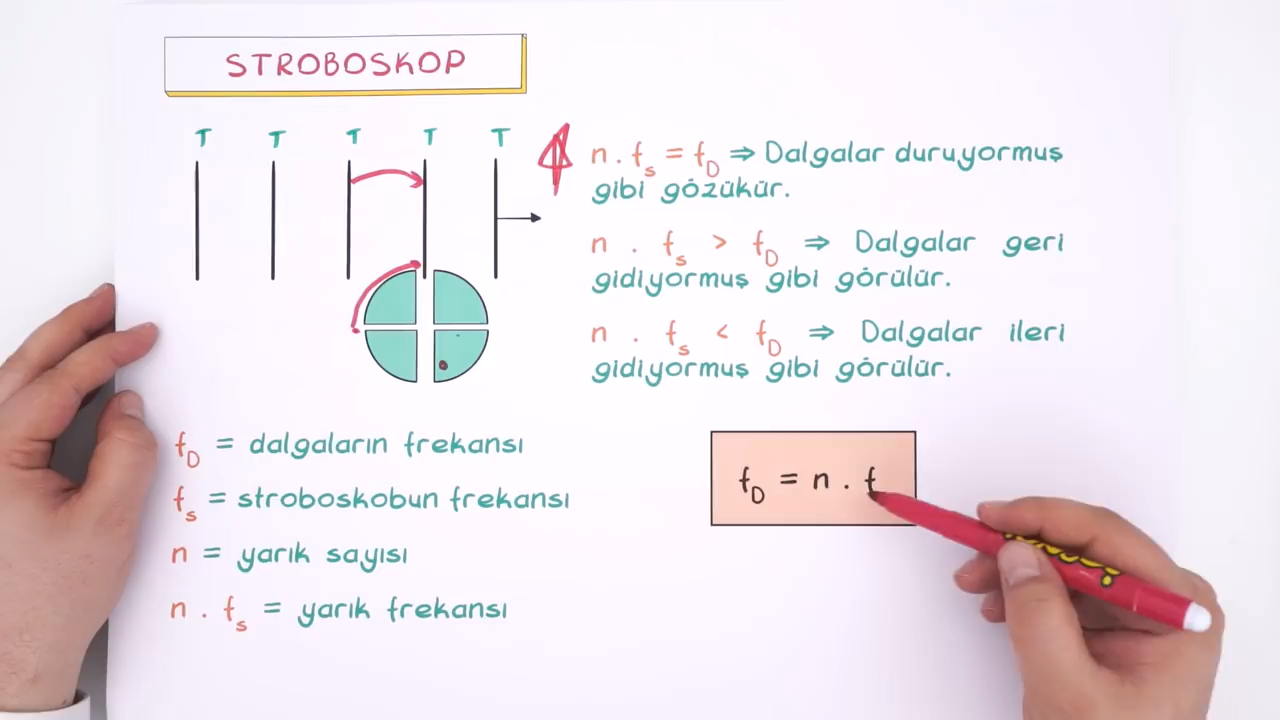 STROBOSKOP
T T T T T
n . fs = fD ⇒ Dalgalar duruyormuş
gibi gözükür.
n . fs > fD ⇒ Dalgalar geri
gidiyormuş gibi görülür.
n . fs < fD ⇒ Dalgalar ileri
gidiyormuş gibi görülür.
fD = dalgaların frekansı
fs = stroboskobun frekansı
n = yarık sayısı
n . fs = yarık frekansı
fD = n . f